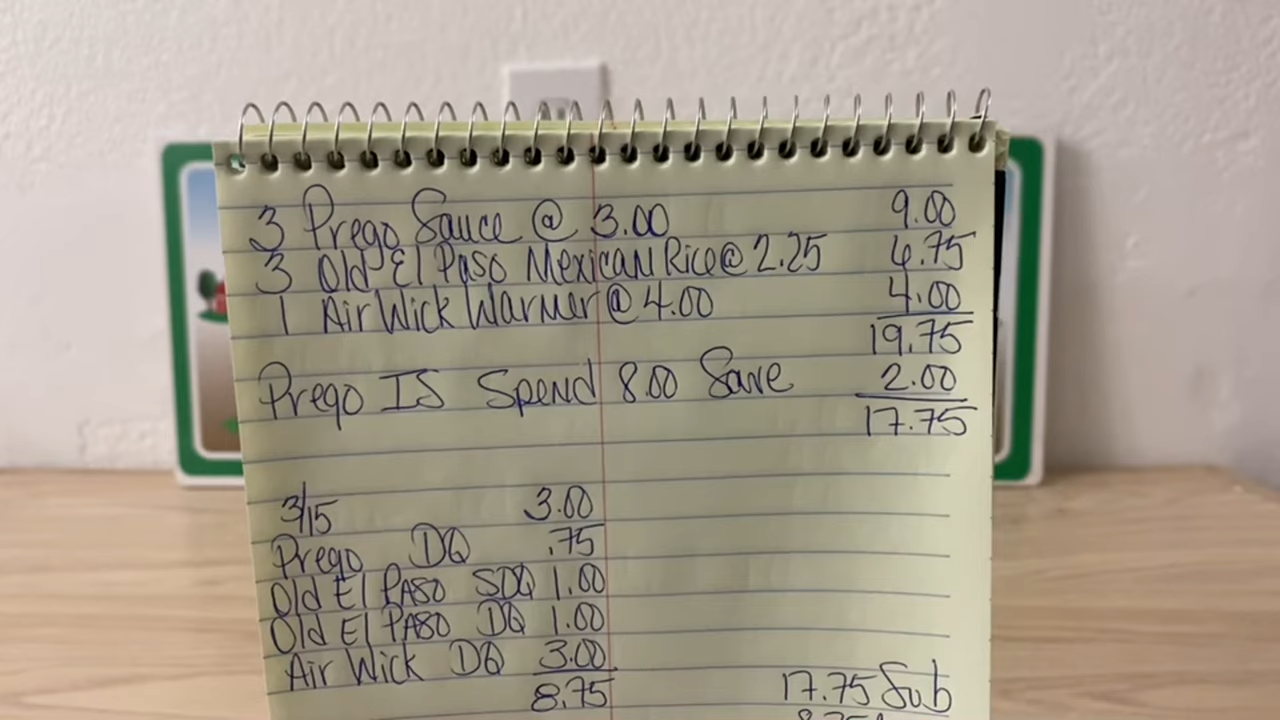 3 Prego Sauce @ 3.00 9.00
3 Old El Paso Mexican Rice @ 2.25 6.75
1 Air Wick Warmer @ 4.00 4.00
19.75
Prego IS Spend 8.00 Save 2.00
17.75
3/15 3.00
Prego DQ .75
Old El PASO SDQ 1.00
Old El PASO DQ 1.00
Air Wick DQ 3.00
8.75
17.75 Sub